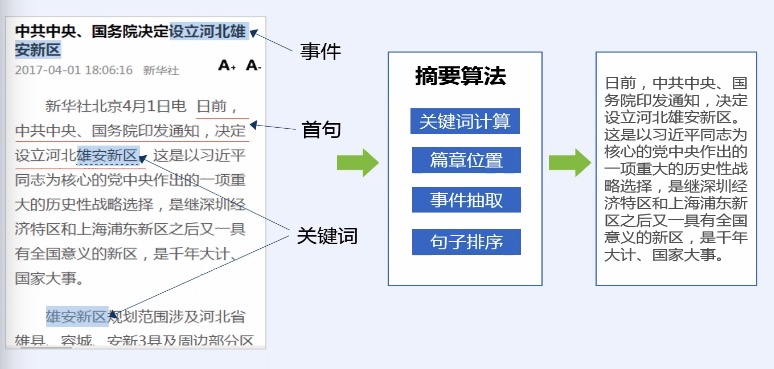 中共中央、国务院决定设立河北雄
安新区
2017-04-01 18:06:16 新华社
A+ A-
新华社北京4月1日电 日前，
中共中央、国务院印发通知，决定
设立河北雄安新区。这是以习近平
同志为核心的党中央作出的一项重
大的历史性战略选择，是继深圳经
济特区和上海浦东新区之后又一具
有全国意义的新区，是千年大计、
国家大事。
雄安新区规划范围涉及河北省
雄县、容城、安新3县及周边部分区
事件
首句
关键词
摘要算法
关键词计算
篇章位置
事件抽取
句子排序
日前，中共中央、国
务院印发通知，决定
设立河北雄安新区。
这是以习近平同志为
核心的党中央作出的
一项重大的历史性战
略选择，是继深圳经
济特区和上海浦东新
区之后又一具有全国
意义的新区，是千年
大计、国家大事。